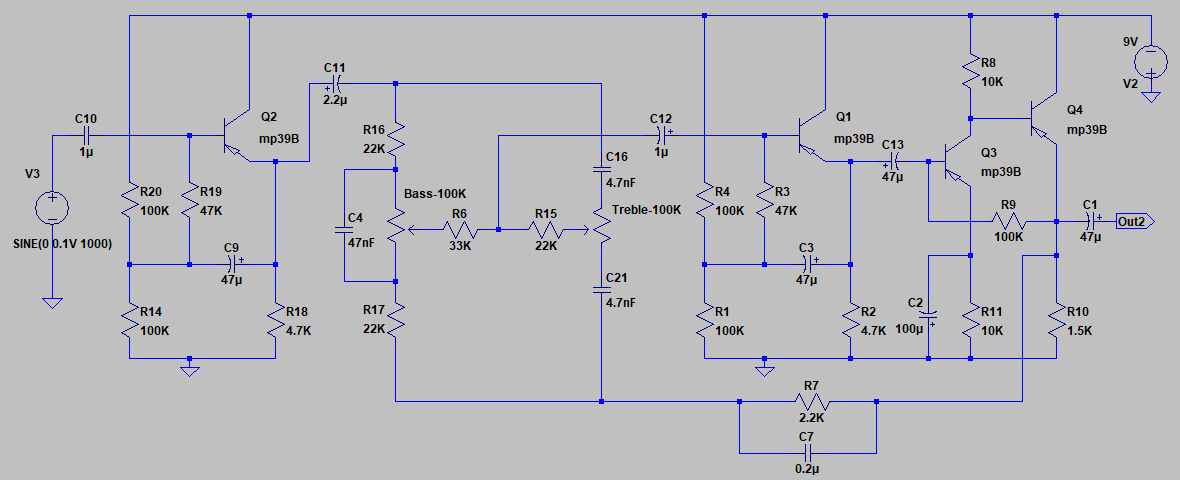 9V
V2
R8
10K
C10
1µ
Q2
mp39B
C11
2.2µ
R16
22K
C12
1µ
Q1
mp39B
Q4
mp39B
C13
47µ
Q3
mp39B
V3
SINE(0 0.1V 1000)
R20
100K
R19
47K
C9
47µ
R14
100K
R18
4.7K
C4
47nF
Bass-100K
R6
33K
R15
22K
C16
4.7nF
Treble-100K
C21
4.7nF
R17
22K
R4
100K
R3
47K
C3
47µ
R1
100K
R2
4.7K
R9
100K
C1
47µ
Out2
C2
100µ
R11
10K
R10
1.5K
R7
2.2K
C7
0.2µ